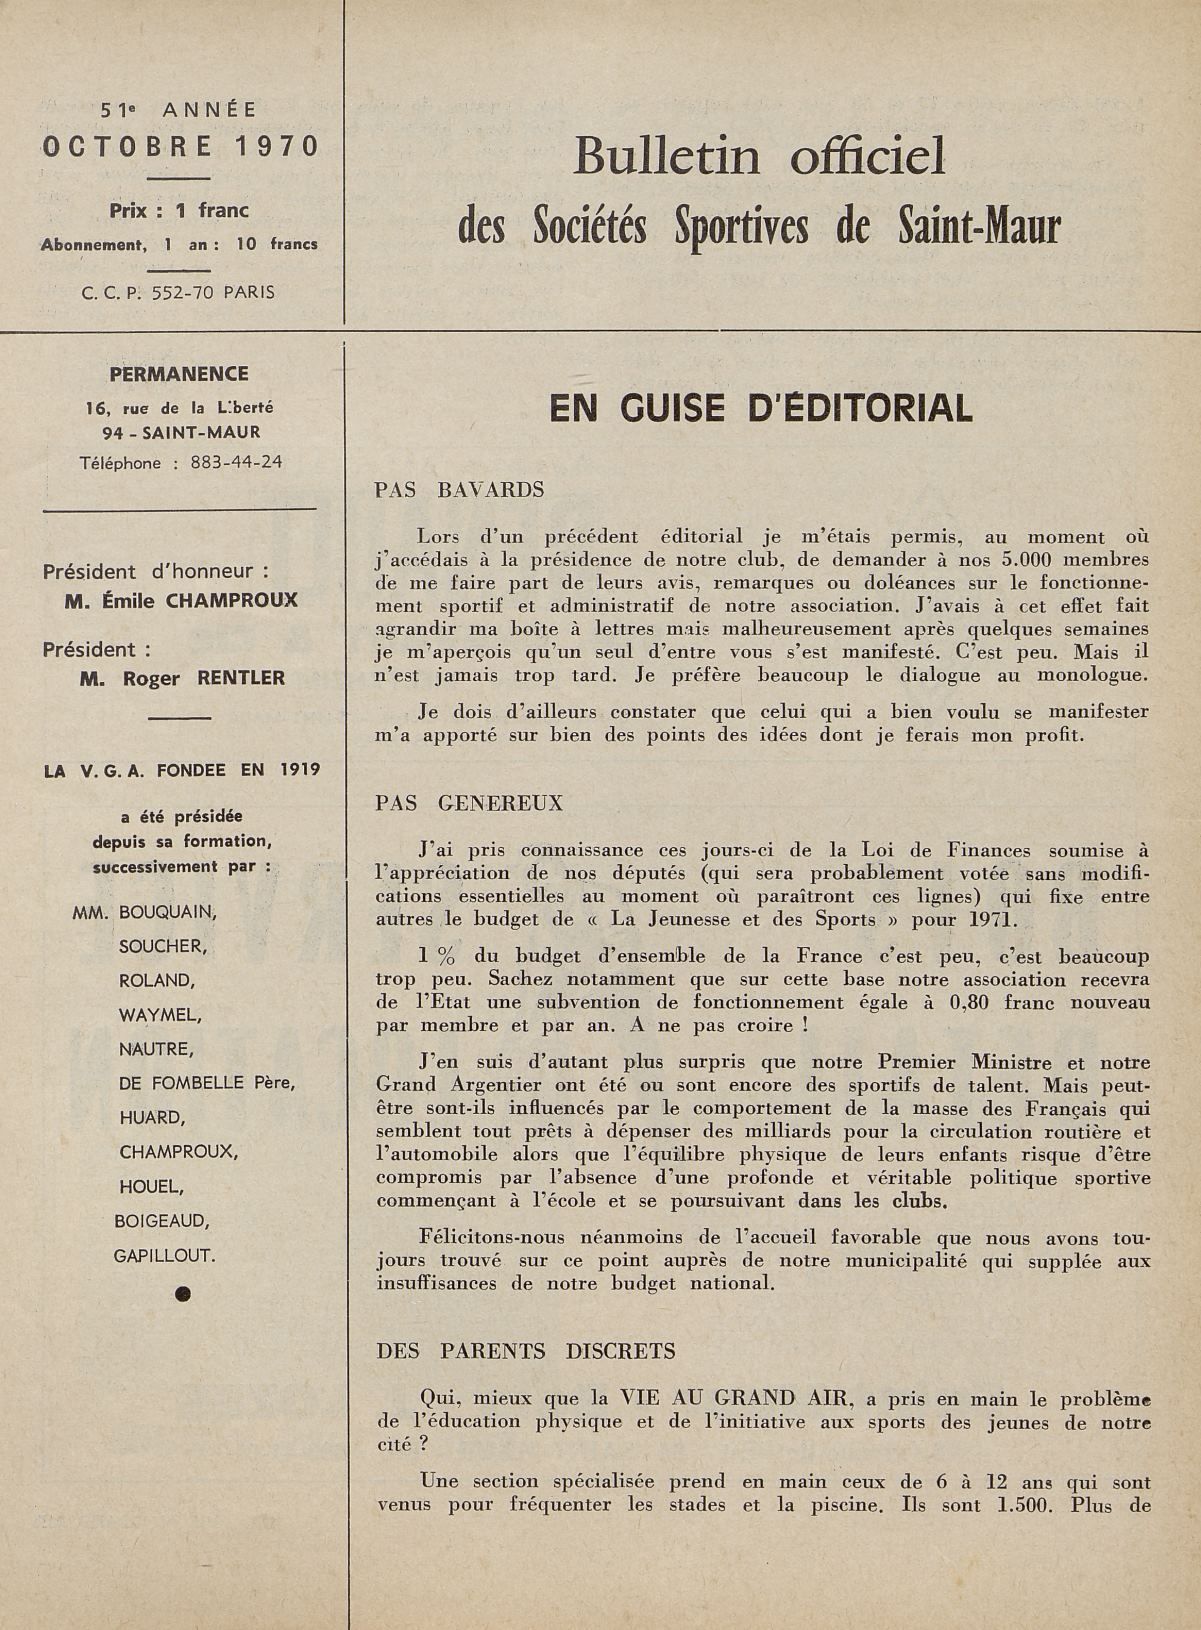 51e ANNÉE
OCTOBRE 1970
Prix : 1 franc
Abonnement, 1 an : 10 francs
C. C. P. 552-70 PARIS
Bulletin officiel
des Sociétés Sportives de Saint-Maur
PERMANENCE
16, rue de la Liberté
94 - SAINT-MAUR
Téléphone : 883-44-24
Président d'honneur :
M. Émile CHAMPROUX
Président :
M. Roger RENTLER
LA V. G. A. FONDEE EN 1919
a été présidée
depuis sa formation,
successivement par :
MM. BOUQUAIN,
SOUCHER,
ROLAND,
WAYMEL,
NAUTRE,
DE FOMBELLE Père,
HUARD,
CHAMPROUX,
HOUEL,
BOIGEAUD,
GAPILLOUT.
EN GUISE D'ÉDITORIAL
PAS BAVARDS
Lors d'un précédent éditorial je m'étais permis, au moment où
j'accédais à la présidence de notre club, de demander à nos 5.000 membres
de me faire part de leurs avis, remarques ou doléances sur le fonctionne-
ment sportif et administratif de notre association. J'avais à cet effet fait
agrandir ma boîte à lettres mais malheureusement après quelques semaines
je m'aperçois qu'un seul d'entre vous s'est manifesté. C'est peu. Mais il
n'est jamais trop tard. Je préfère beaucoup le dialogue au monologue.
Je dois d'ailleurs constater que celui qui a bien voulu se manifester
m'a apporté sur bien des points des idées dont je ferais mon profit.
PAS GENEREUX
J'ai pris connaissance ces jours-ci de la Loi de Finances soumise à
l'appréciation de nos députés (qui sera probablement votée sans modifi-
cations essentielles au moment où paraîtront ces lignes) qui fixe entre
autres le budget de « La Jeunesse et des Sports » pour 1971.
1 % du budget d'ensemble de la France c'est peu, c'est beaucoup
trop peu. Sachez notamment que sur cette base notre association recevra
de l'Etat une subvention de fonctionnement égale à 0,80 franc nouveau
par membre et par an. A ne pas croire !
J'en suis d'autant plus surpris que notre Premier Ministre et notre
Grand Argentier ont été ou sont encore des sportifs de talent. Mais peut-
être sont-ils influencés par le comportement de la masse des Français qui
semblent tout prêts à dépenser des milliards pour la circulation routière et
l'automobile alors que l'équilibre physique de leurs enfants risque d'être
compromis par l'absence d'une profonde et véritable politique sportive
commençant à l'école et se poursuivant dans les clubs.
Félicitons-nous néanmoins de l'accueil favorable que nous avons tou-
jours trouvé sur ce point auprès de notre municipalité qui supplée aux
insuffisances de notre budget national.
DES PARENTS DISCRETS
Qui, mieux que la VIE AU GRAND AIR, a pris en main le problème
de l'éducation physique et de l'initiative aux sports des jeunes de notre
cité ?
Une section spécialisée prend en main ceux de 6 à 12 ans qui sont
venus pour fréquenter les stades et la piscine. Ils sont 1.500. Plus de